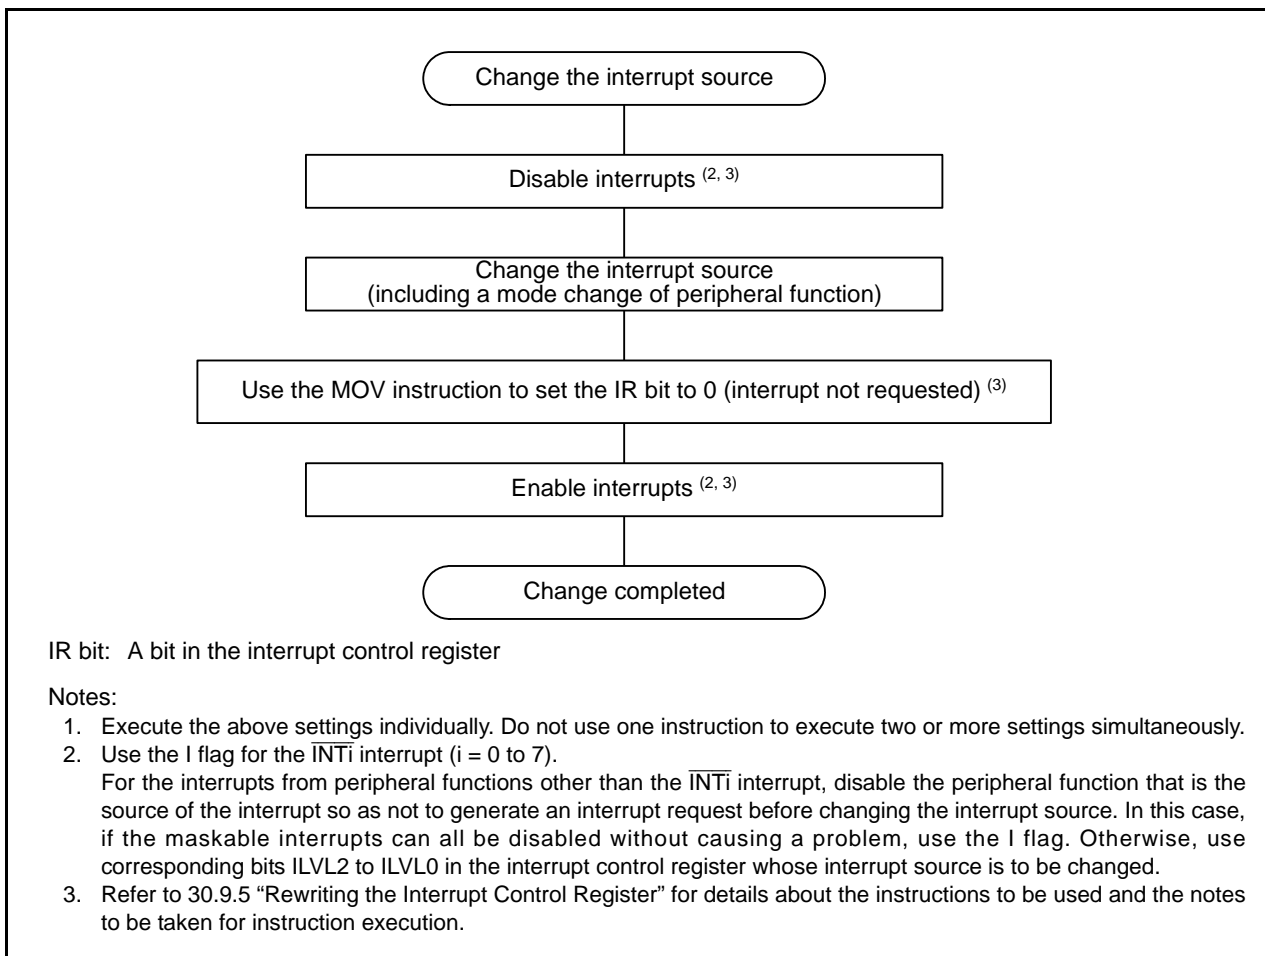 Change the interrupt source
Disable interrupts (2, 3)
Change the interrupt source
(including a mode change of peripheral function)
Use the MOV instruction to set the IR bit to 0 (interrupt not requested) (3)
Enable interrupts (2, 3)
Change completed
IR bit: A bit in the interrupt control register
Notes:
1. Execute the above settings individually. Do not use one instruction to execute two or more settings simultaneously.
2. Use the I flag for the I̅N̅T̅i̅ interrupt (i = 0 to 7).
For the interrupts from peripheral functions other than the I̅N̅T̅i̅ interrupt, disable the peripheral function that is the
source of the interrupt so as not to generate an interrupt request before changing the interrupt source. In this case,
if the maskable interrupts can all be disabled without causing a problem, use the I flag. Otherwise, use
corresponding bits ILVL2 to ILVL0 in the interrupt control register whose interrupt source is to be changed.
3. Refer to 30.9.5 “Rewriting the Interrupt Control Register” for details about the instructions to be used and the notes
to be taken for instruction execution.